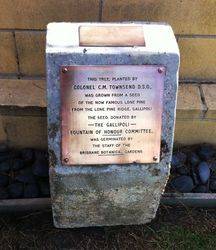 THIS TREE, PLANTED BY
COLONEL C.M. TOWNSEND D.S.O.,
WAS GROWN FROM A SEED
OF THE NOW FAMOUS LONE PINE
FROM THE LONE PINE RIDGE, GALLIPOLI
THE SEED, DONATED BY
THE GALLIPOLI
FOUNTAIN OF HONOUR COMMITTEE,
WAS GERMINATED BY
THE STAFF OF THE
BRISBANE BOTANICAL GARDENS